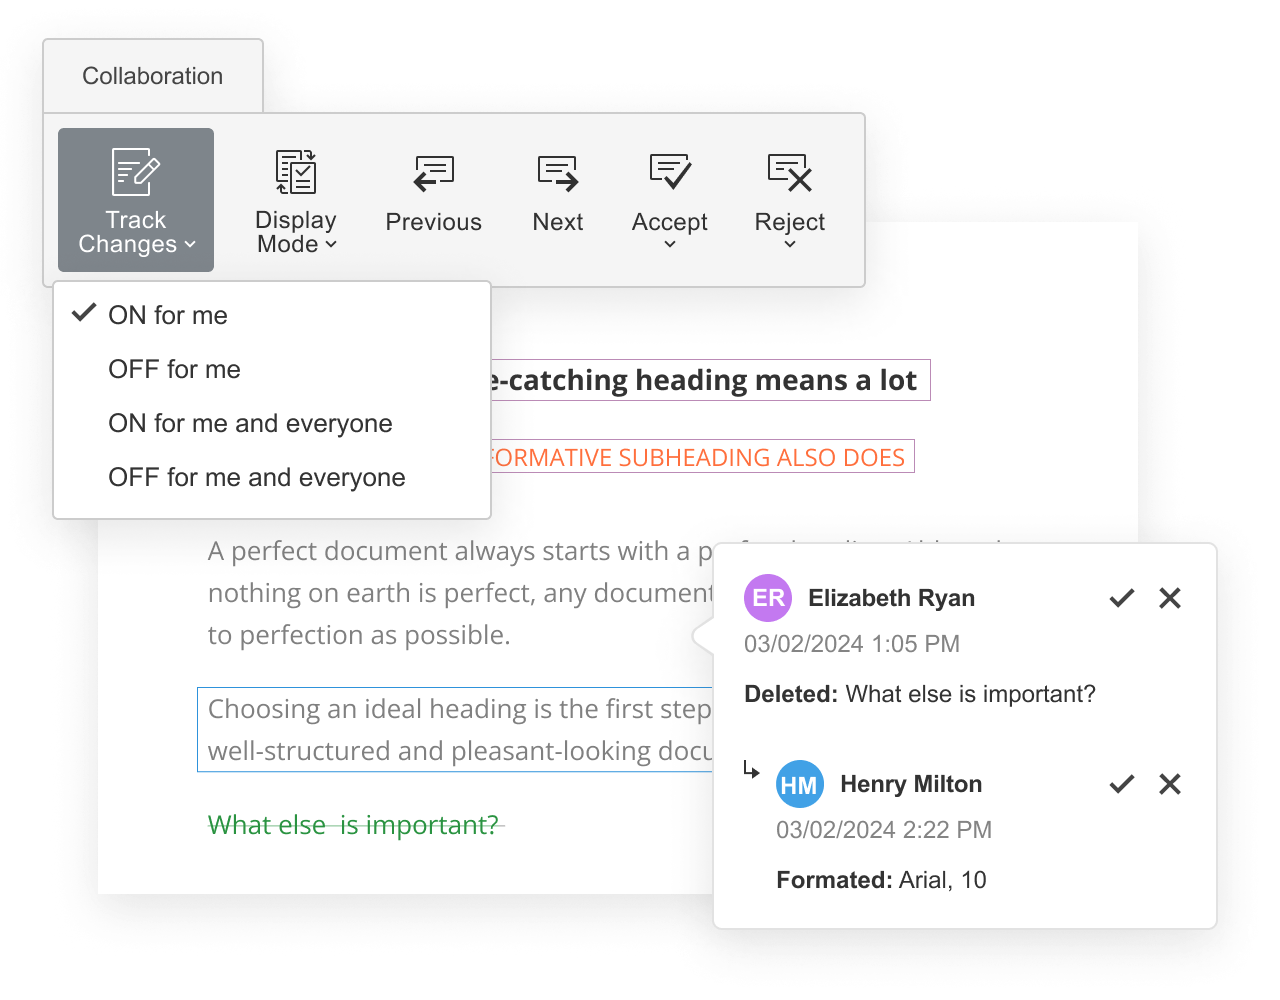 Collaboration
Track
Changes
Display
Mode
Previous
Next
Accept
Reject
ON for me
OFF for me
ON for me and everyone
OFF for me and everyone
e-catching heading means a lot
FORMATIVE SUBHEADING ALSO DOES
A perfect document always starts with a
nothing on earth is perfect, any document
to perfection as possible.
Choosing an ideal heading is the first step
well-structured and pleasant-looking docu
What else  is important?
ER
Elizabeth Ryan
03/02/2024 1:05 PM
Deleted: What else is important?
HM
Henry Milton
03/02/2024 2:22 PM
Formated: Arial, 10